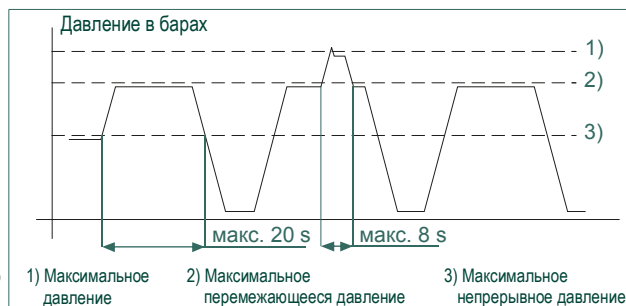 Давление в барах
1)
2)
3)
макс. 20 s
макс. 8 s
1) Максимальное давление
2) Максимальное перемежающееся давление
3) Максимальное непрерывное давление